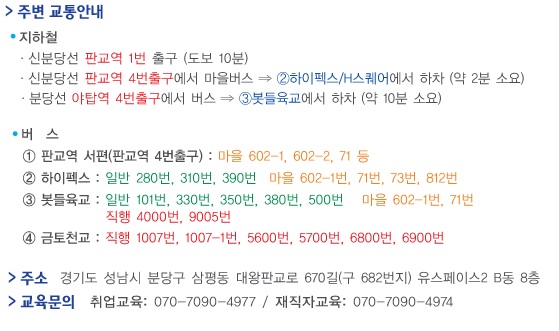 > 주변 교통안내
• 지하철
· 신분당선 판교역 1번 출구 (도보 10분)
· 신분당선 판교역 4번출구에서 마을버스 ⇒ ②하이펙스/H스퀘어에서 하차 (약 2분 소요)
· 분당선 야탑역 4번출구에서 버스 ⇒ ③봇들육교에서 하차 (약 10분 소요)
• 버 스
① 판교역 서편(판교역 4번출구) : 마을 602-1, 602-2, 71 등
② 하이펙스 : 일반 280번, 310번, 390번 마을 602-1번, 71번, 73번, 812번
③ 봇들육교 : 일반 101번, 330번, 350번, 380번, 500번 마을 602-1번, 71번
직행 4000번, 9005번
④ 금토천교 : 직행 1007번, 1007-1번, 5600번, 5700번, 6800번, 6900번
> 주소 경기도 성남시 분당구 삼평동 대왕판교로 670길(구 682번지) 유스페이스2 B동 8층
> 교육문의 취업교육: 070-7090-4977 / 재직자교육: 070-7090-4974